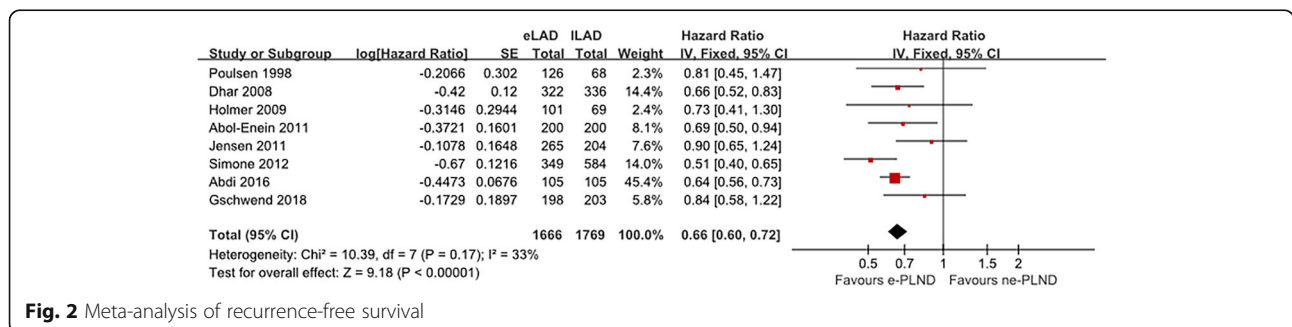 eLAD lLAD Hazard Ratio Hazard Ratio
Study or Subgroup log[Hazard Ratio] SE Total Total Weight IV, Fixed, 95% CI IV, Fixed, 95% CI
Poulsen 1998 -0.2066 0.302 126 68 2.3% 0.81 [0.45, 1.47]
Dhar 2008 -0.42 0.12 322 336 14.4% 0.66 [0.52, 0.83]
Holmer 2009 -0.3146 0.2944 101 69 2.4% 0.73 [0.41, 1.30]
Abol-Enein 2011 -0.3721 0.1601 200 200 8.1% 0.69 [0.50, 0.94]
Jensen 2011 -0.1078 0.1648 265 204 7.6% 0.90 [0.65, 1.24]
Simone 2012 -0.67 0.1216 349 584 14.0% 0.51 [0.40, 0.65]
Abdi 2016 -0.4473 0.0676 105 105 45.4% 0.64 [0.56, 0.73]
Gschwend 2018 -0.1729 0.1897 198 203 5.8% 0.84 [0.58, 1.22]
Total (95% CI) 1666 1769 100.0% 0.66 [0.60, 0.72]
Heterogeneity: Chi² = 10.39, df = 7 (P = 0.17); I² = 33%
Test for overall effect: Z = 9.18 (P < 0.00001)
0.5 0.7 1 1.5 2
Favours e-PLND Favours ne-PLND
Fig. 2 Meta-analysis of recurrence-free survival